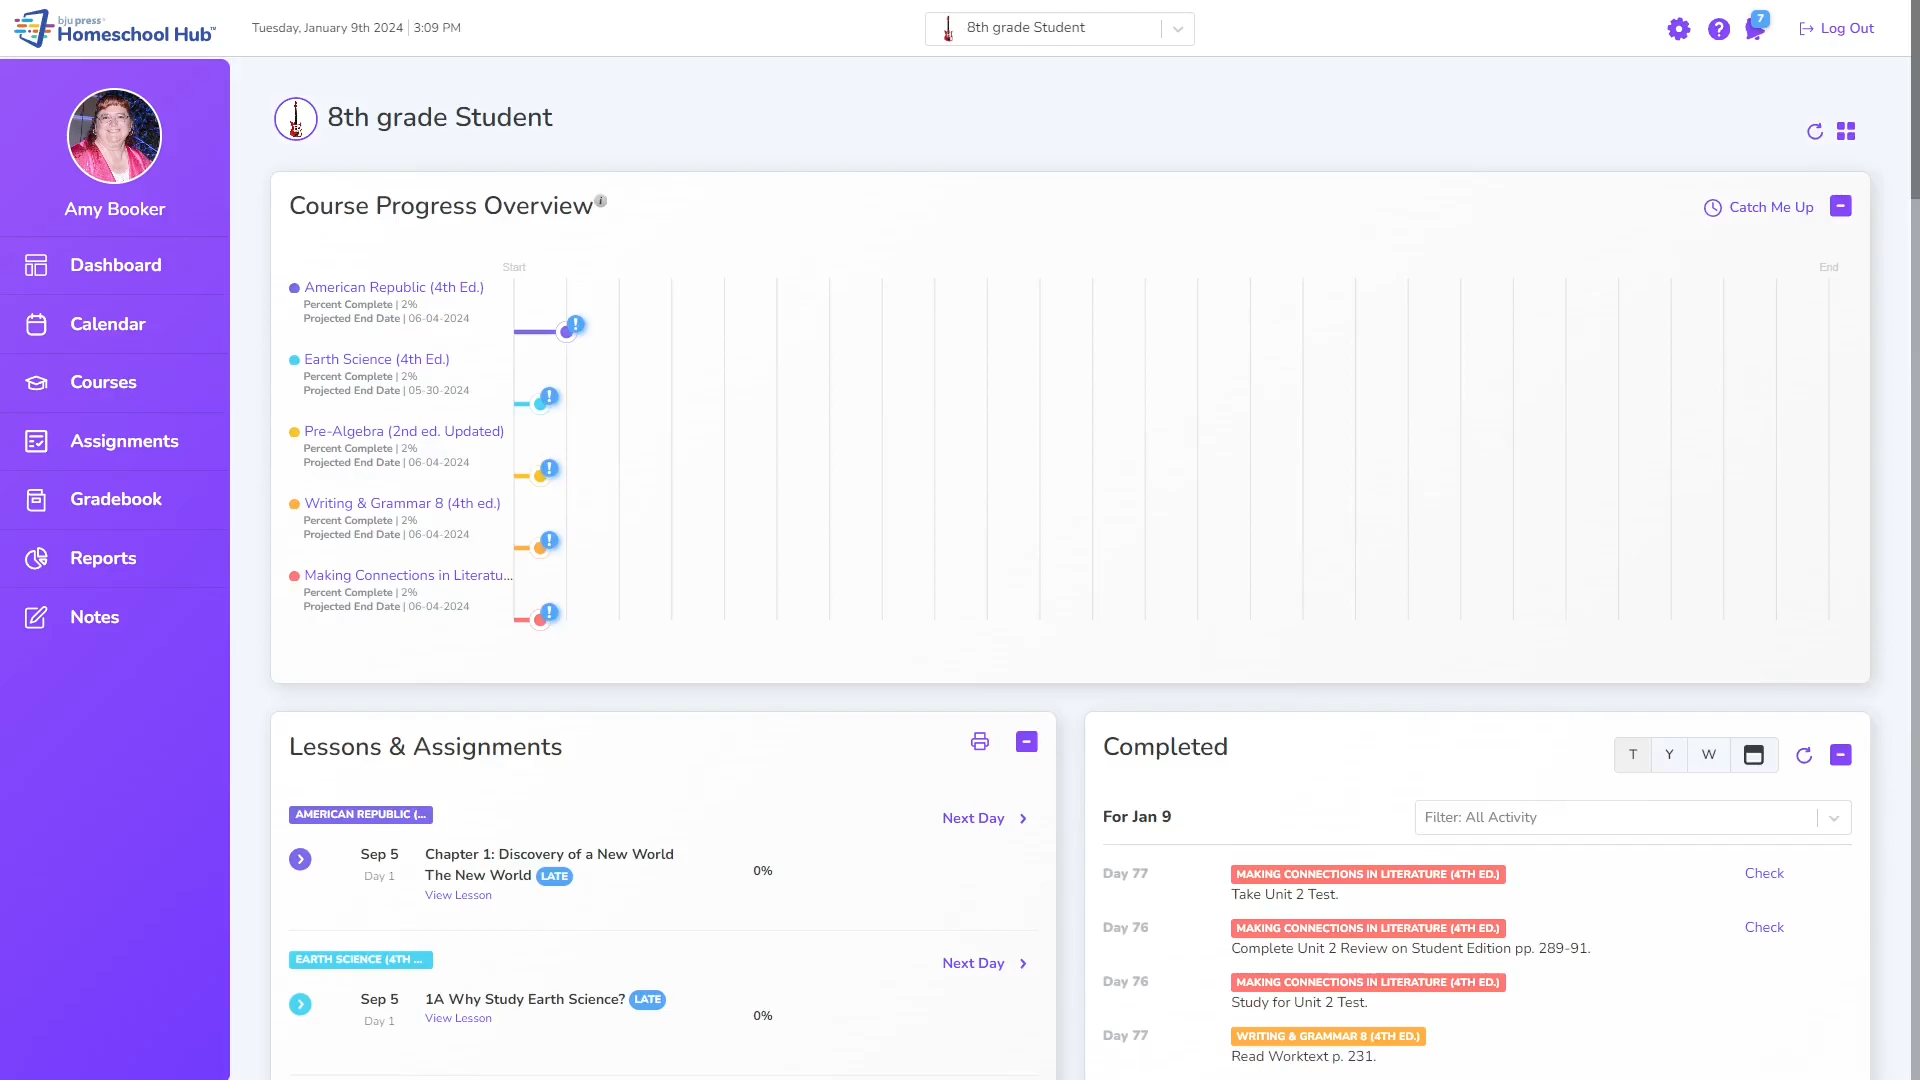 bju press
Homeschool Hub™
Tuesday, January 9th 2024 | 3:09 PM
8th grade Student
7
Log Out
Amy Booker
Dashboard
Calendar
Courses
Assignments
Gradebook
Reports
Notes
8th grade Student
Course Progress Overview
Catch Me Up
Start
End
American Republic (4th Ed.)
Percent Complete | 2%
Projected End Date | 06-04-2024
Earth Science (4th Ed.)
Percent Complete | 2%
Projected End Date | 05-30-2024
Pre-Algebra (2nd ed. Updated)
Percent Complete | 2%
Projected End Date | 06-04-2024
Writing & Grammar 8 (4th ed.)
Percent Complete | 2%
Projected End Date | 06-04-2024
Making Connections in Literatu...
Percent Complete | 2%
Projected End Date | 06-04-2024
Lessons & Assignments
AMERICAN REPUBLIC (...
Next Day
Sep 5
Day 1
Chapter 1: Discovery of a New World
The New World LATE
View Lesson
0%
EARTH SCIENCE (4TH ...
Next Day
Sep 5
Day 1
1A Why Study Earth Science? LATE
View Lesson
0%
Completed
T Y W
For Jan 9
Filter: All Activity
Day 77
MAKING CONNECTIONS IN LITERATURE (4TH ED.)
Take Unit 2 Test.
Check
Day 76
MAKING CONNECTIONS IN LITERATURE (4TH ED.)
Complete Unit 2 Review on Student Edition pp. 289-91.
Check
Day 76
MAKING CONNECTIONS IN LITERATURE (4TH ED.)
Study for Unit 2 Test.
Day 77
WRITING & GRAMMAR 8 (4TH ED.)
Read Worktext p. 231.